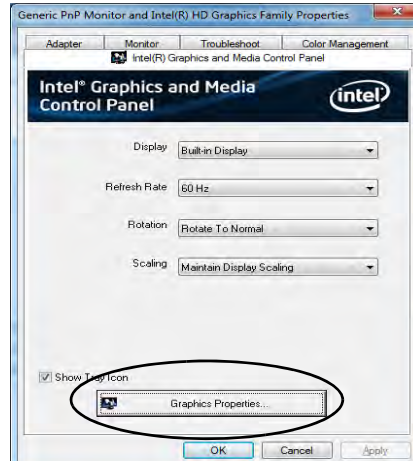 Generic PnP Monitor and Intel(R) HD Graphics Family Properties
Adapter Monitor Troubleshoot Color Management
Intel(R) Graphics and Media Control Panel
Intel® Graphics and Media
Control Panel
intel
Display Built-in Display
Refresh Rate 60 Hz
Rotation Rotate To Normal
Scaling Maintain Display Scaling
Show Tray Icon
Graphics Properties...
OK Cancel Apply